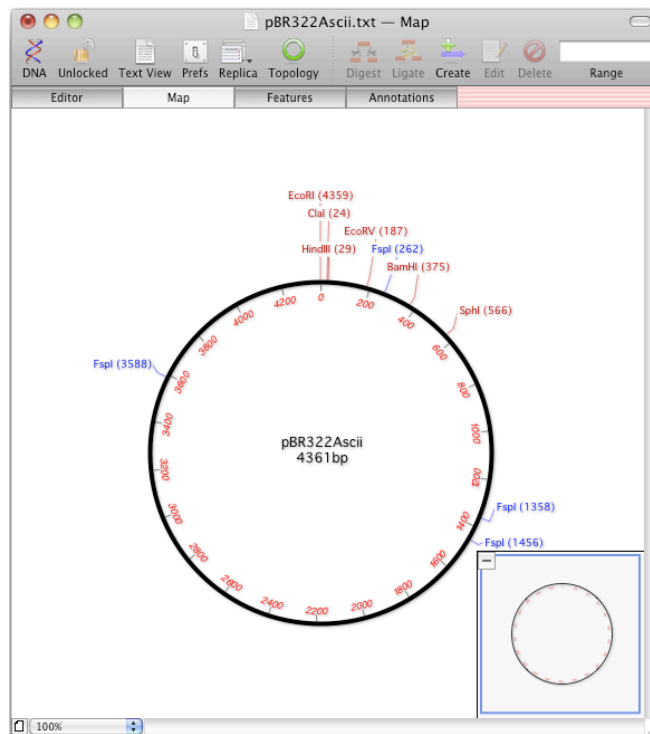 pBR322Ascii.txt — Map
DNA Unlocked Text View Prefs Replica Topology Digest Ligate Create Edit Delete Range
Editor Map Features Annotations
EcoRI (4359)
ClaI (24)
EcoRV (187)
HindIII (29) FspI (262)
BamHI (375)
SphI (566)
FspI (3588)
FspI (1358)
FspI (1456)
0
200
400
600
800
1000
1200
1400
1600
1800
2000
2200
2400
2600
2800
3000
3200
3400
3600
3800
4000
4200
pBR322Ascii
4361bp
100%